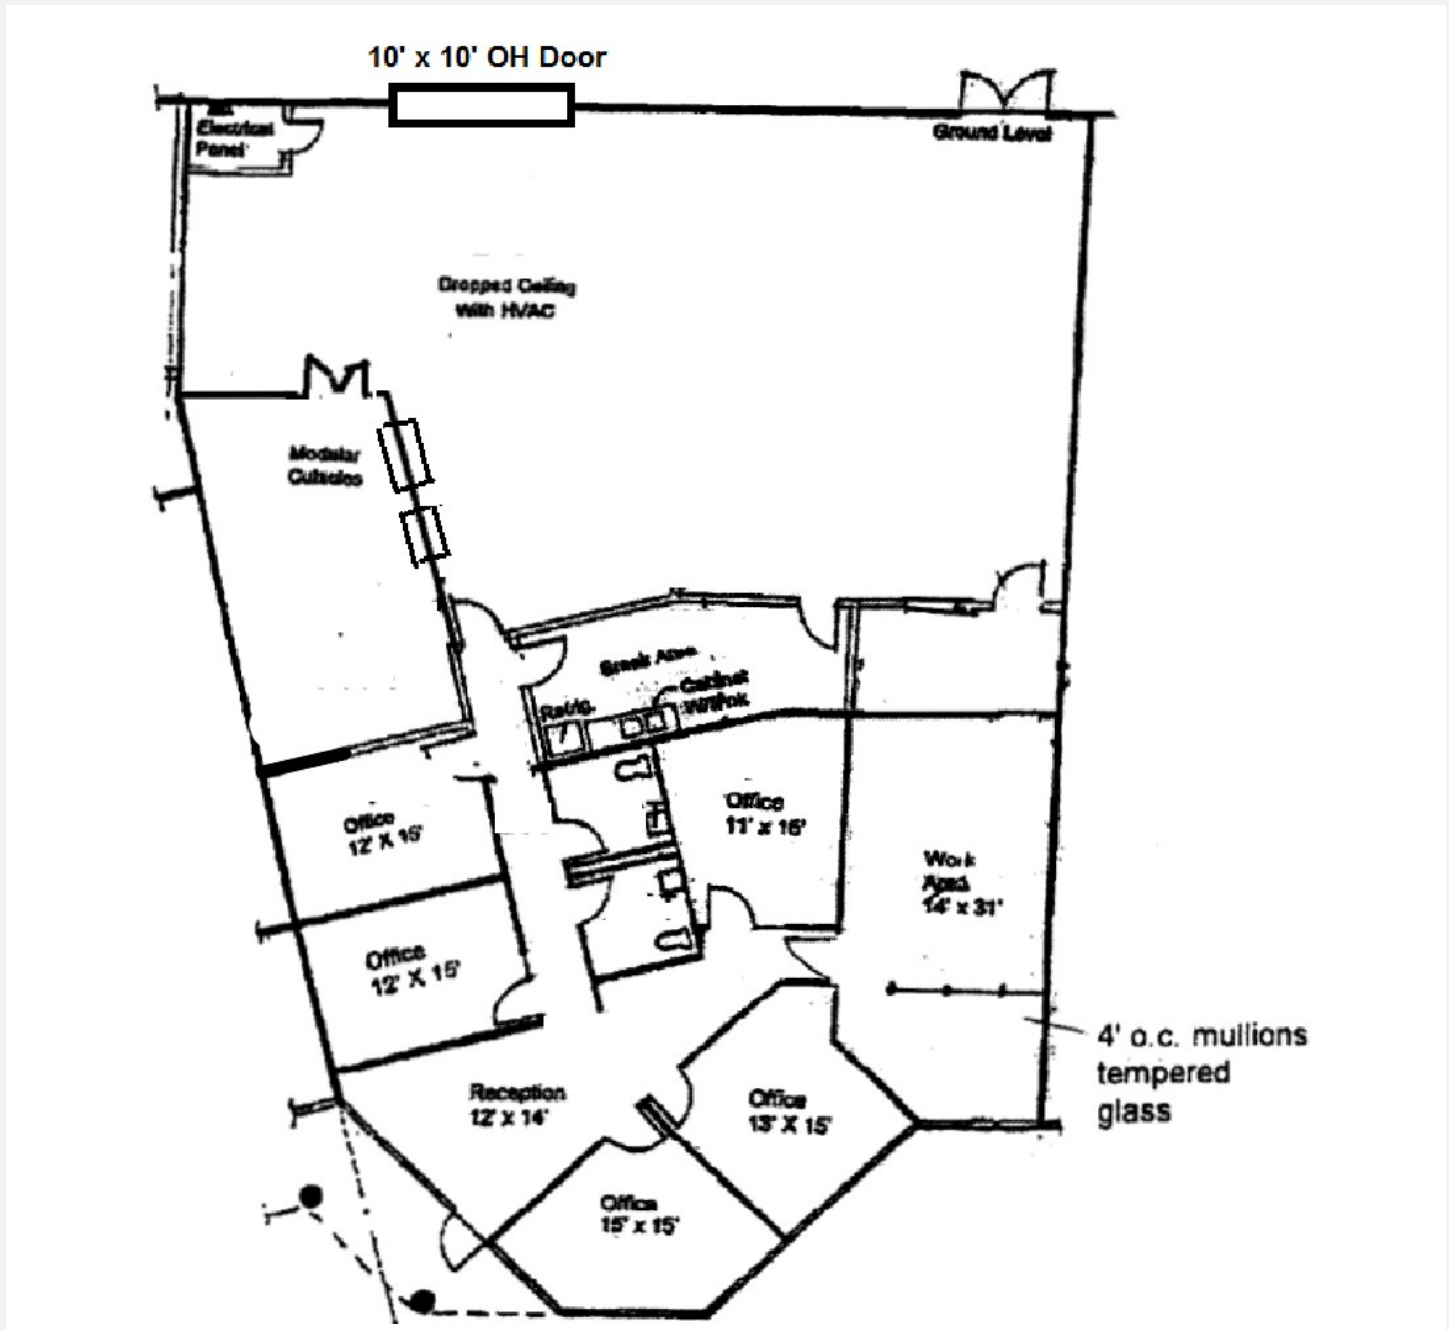 10' x 10' OH Door
Electrical
Panel
Ground Level
Dropped Ceiling
With HVAC
Modular
Cubicles
Break Area
Cabinet
Refrig.
Office
11' x 16'
Office
12' X 15'
Work
Area
14' x 31'
Office
12' X 15'
4' o.c. mullions
tempered
glass
Reception
12' X 14'
Office
13' X 15'
Office
15' x 15'